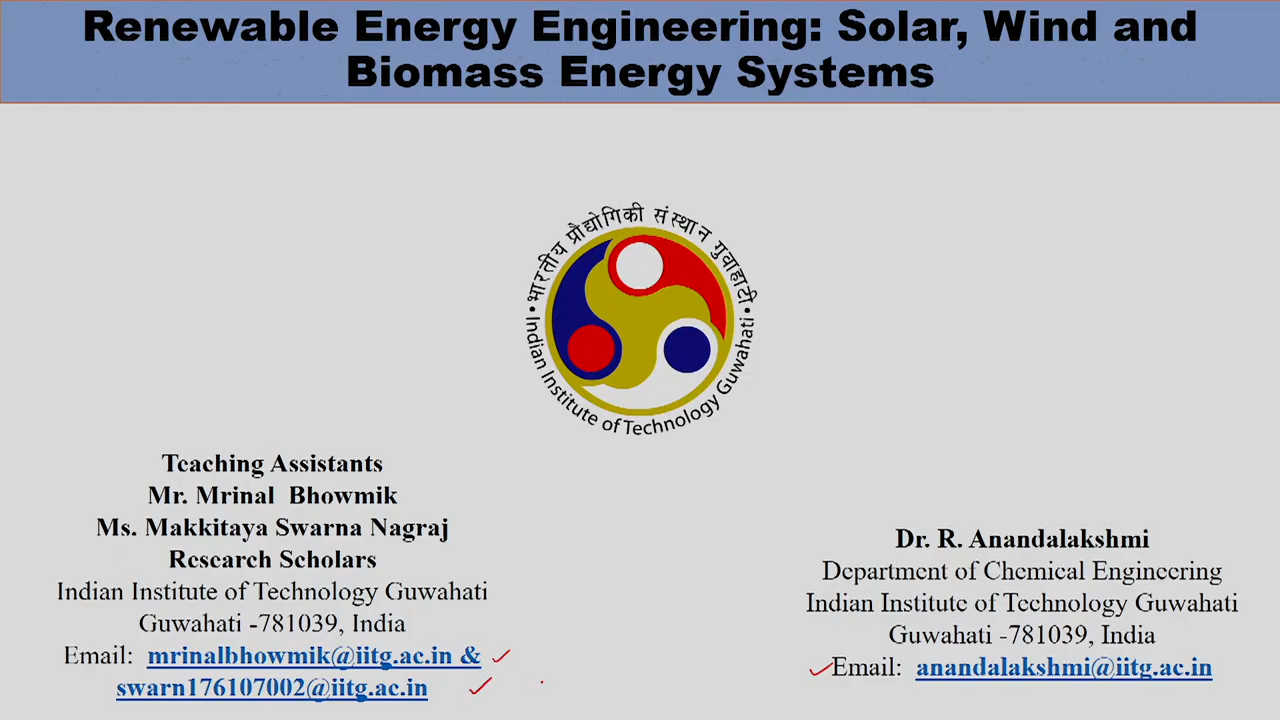 Renewable Energy Engineering: Solar, Wind and
Biomass Energy Systems
भारतीय प्रौद्योगिकी संस्थान गुवाहाटी
Indian Institute of Technology Guwahati
Teaching Assistants
Mr. Mrinal Bhowmik
Ms. Makkitaya Swarna Nagraj
Research Scholars
Indian Institute of Technology Guwahati
Guwahati -781039, India
Email: mrinalbhowmik@iitg.ac.in &
swarn176107002@iitg.ac.in
Dr. R. Anandalakshmi
Department of Chemical Engineering
Indian Institute of Technology Guwahati
Guwahati -781039, India
Email: anandalakshmi@iitg.ac.in